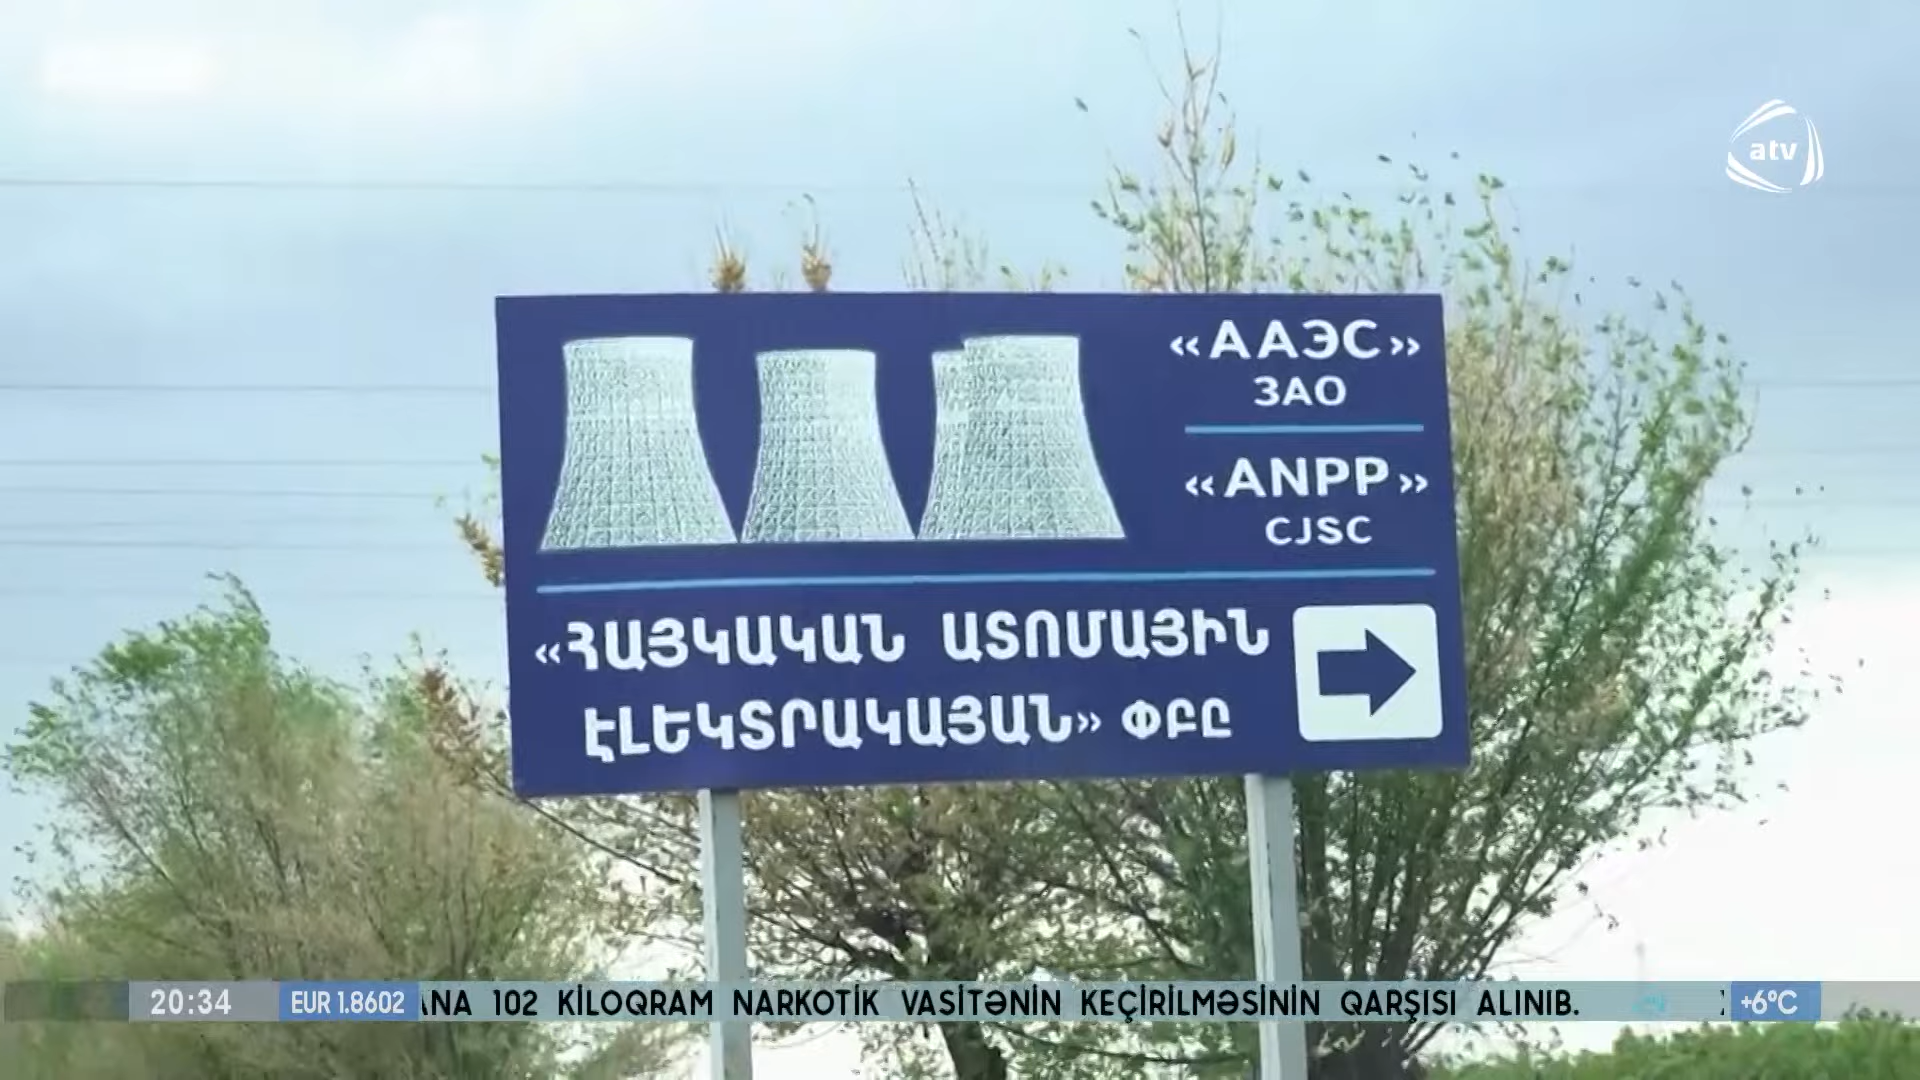 atv
«ААЭС»
ЗАО
«ANPP»
CJSC
«ՀԱՅԿԱԿԱՆ ԱՏՈՄԱՅԻՆ
ԷԼԵԿՏՐԱԿԱՅԱՆ» ՓԲԸ
20:34 EUR 1.8602 ANA 102 KİLOQRAM NARKOTİK VASİTƏNİN KEÇİRİLMƏSİNİN QARŞISI ALINIB. +6ºC